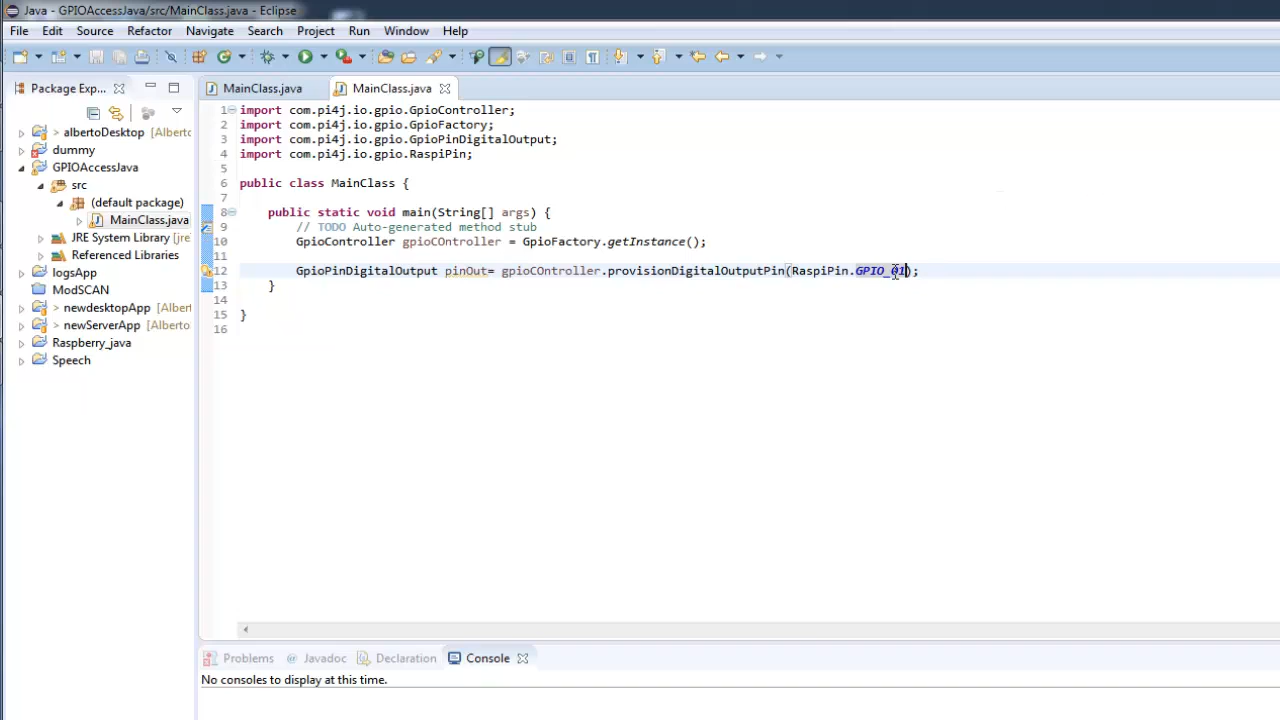 Java - GPIOAccessJava/src/MainClass.java - Eclipse
File Edit Source Refactor Navigate Search Project Run Window Help
Package Exp... MainClass.java MainClass.java
> albertoDesktop [Alberto
dummy
GPIOAccessJava
src
(default package)
MainClass.java
JRE System Library [jre
Referenced Libraries
logsApp
ModSCAN
> newdesktopApp [Alberto
> newServerApp [Alberto
Raspberry_java
Speech
1 import com.pi4j.io.gpio.GpioController;
2 import com.pi4j.io.gpio.GpioFactory;
3 import com.pi4j.io.gpio.GpioPinDigitalOutput;
4 import com.pi4j.io.gpio.RaspiPin;
5
6 public class MainClass {
7
8 public static void main(String[] args) {
9 // TODO Auto-generated method stub
10 GpioController gpioCOntroller = GpioFactory.getInstance();
11
12 GpioPinDigitalOutput pinOut= gpioCOntroller.provisionDigitalOutputPin(RaspiPin.GPIO_01);
13 }
14
15 }
16
Problems @ Javadoc Declaration Console
No consoles to display at this time.